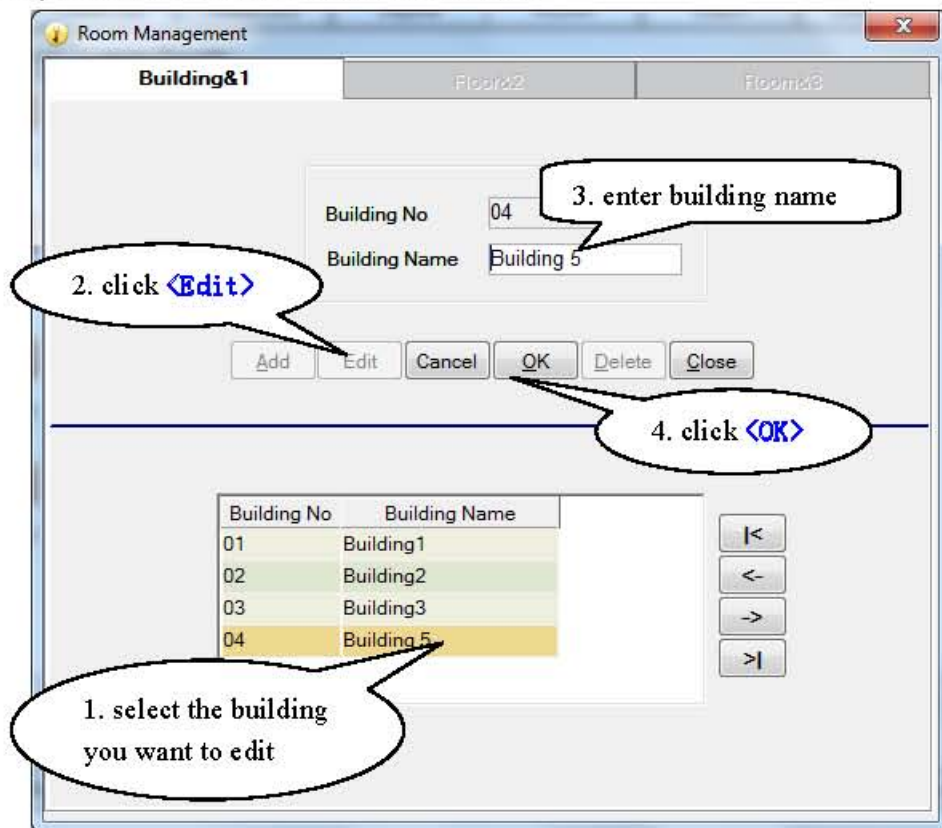 Room Management
Building&1 Floor&2 Room&3
3. enter building name
Building No 04
Building Name Building 5
2. click <Edit>
Add Edit Cancel OK Delete Close
4. click <OK>
Building No Building Name
01 Building1
02 Building2
03 Building3
04 Building 5
|<
<-
->
>|
1. select the building
you want to edit